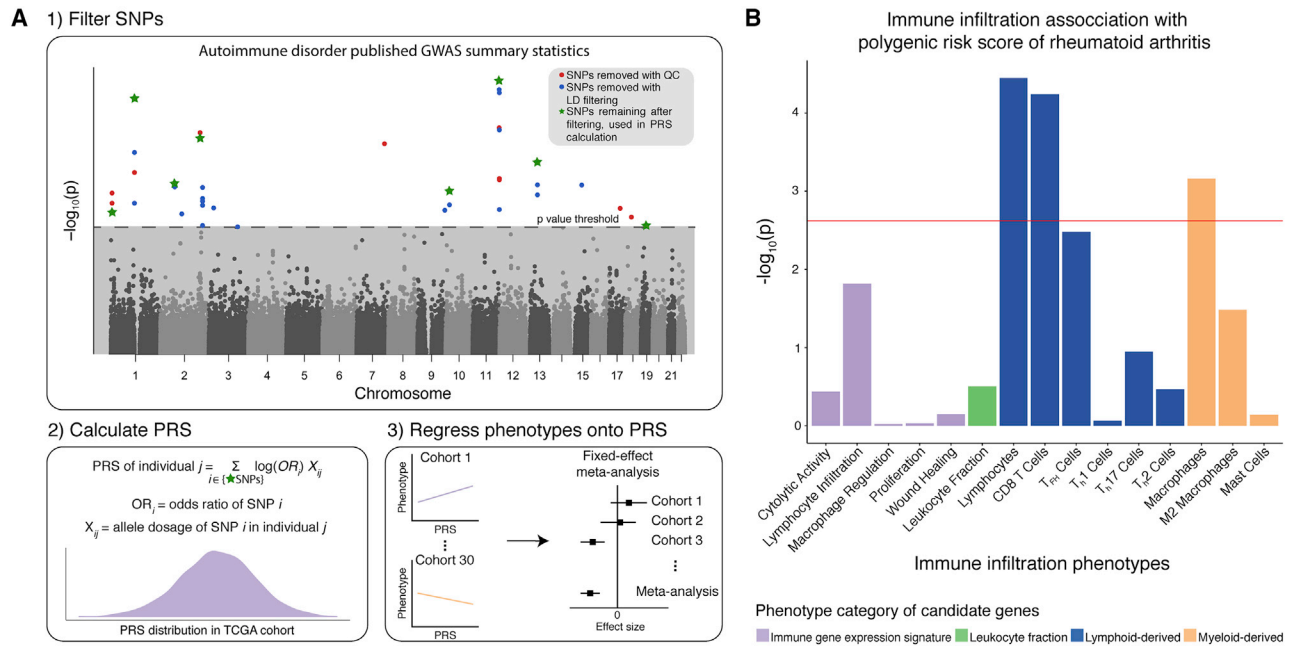 A
1) Filter SNPs
Autoimmune disorder published GWAS summary statistics
SNPs removed with QC
SNPs removed with
LD filtering
SNPs remaining after
filtering, used in PRS
calculation
−log10(p)
p value threshold
1 2 3 4 5 6 7 8 9 10 11 12 13 15 17 19 21
Chromosome
2) Calculate PRS
PRS of individual j = Σ log(ORi) Xij
i∈{★SNPs}
ORi = odds ratio of SNP i
Xij = allele dosage of SNP i in individual j
PRS distribution in TCGA cohort
3) Regress phenotypes onto PRS
Cohort 1
Phenotype
PRS
Cohort 30
Phenotype
PRS
Fixed-effect
meta-analysis
Cohort 1
Cohort 2
Cohort 3
Meta-analysis
0
Effect size
B
Immune infiltration assocciation with
polygenic risk score of rheumatoid arthritis
-log10(p)
4
3
2
1
0
Cytolytic Activity
Lymphocyte Infiltration
Macrophage Regulation
Proliferation
Wound Healing
Leukocyte Fraction
Lymphocytes
CD8 T Cells
TFH Cells
Th1 Cells
Th17 Cells
Th2 Cells
Macrophages
M2 Macrophages
Mast Cells
Immune infiltration phenotypes
Phenotype category of candidate genes
Immune gene expression signature
Leukocyte fraction
Lymphoid-derived
Myeloid-derived